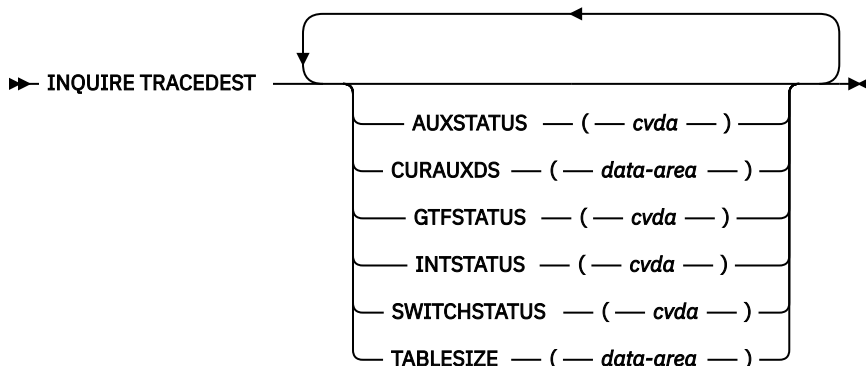 INQUIRE TRACEDEST
AUXSTATUS ( cvda )
CURAUXDS ( data-area )
GTFSTATUS ( cvda )
INTSTATUS ( cvda )
SWITCHSTATUS ( cvda )
TABLESIZE ( data-area )